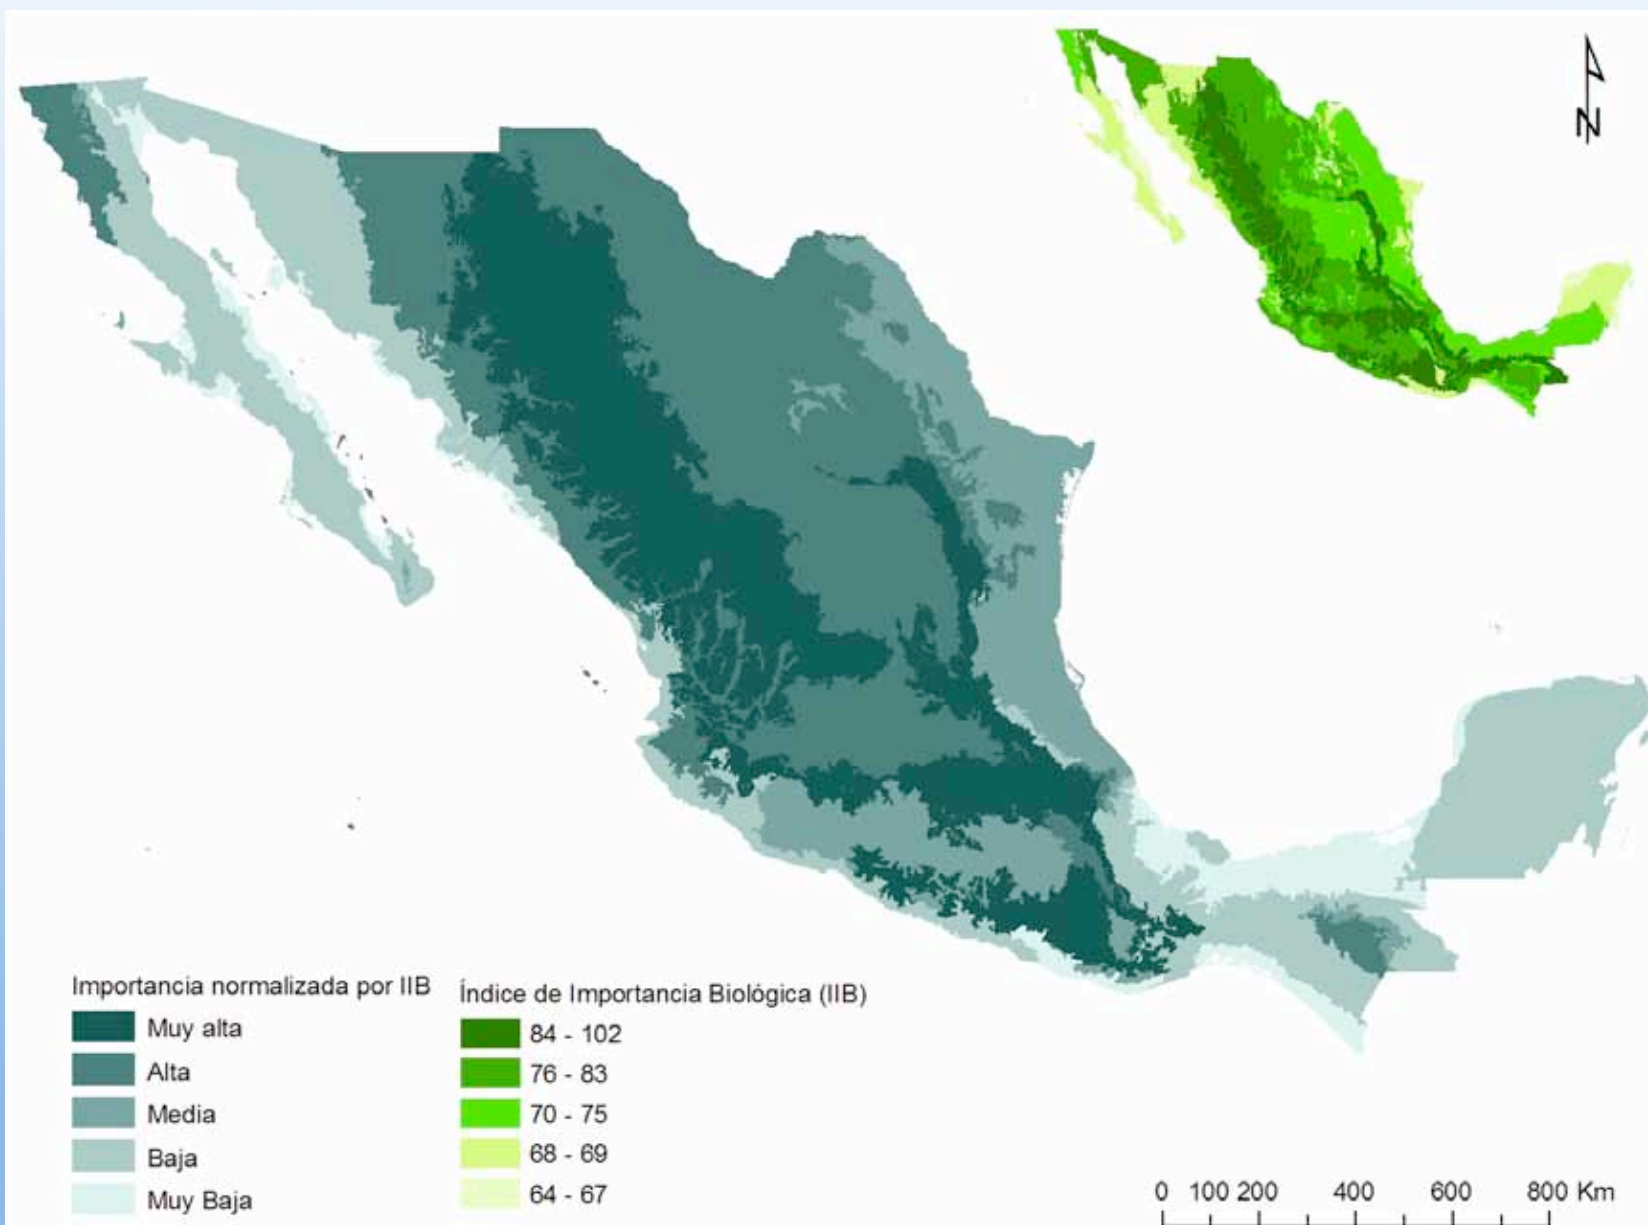 N
Importancia normalizada por IIB
Muy alta
Alta
Media
Baja
Muy Baja
Índice de Importancia Biológica (IIB)
84 - 102
76 - 83
70 - 75
68 - 69
64 - 67
0 100 200 400 600 800 Km